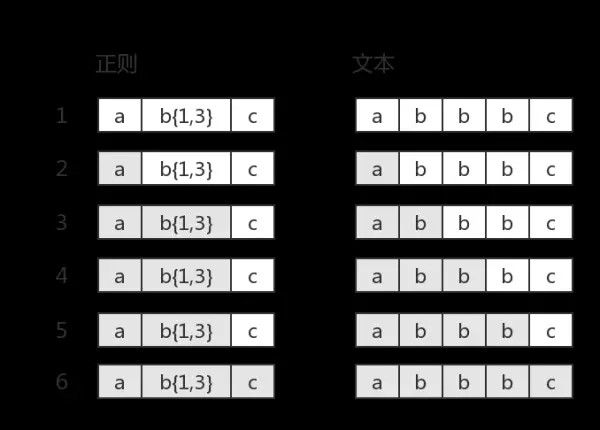 正则 文本
1 a b{1,3} c a b b b c
2 a b{1,3} c a b b b c
3 a b{1,3} c a b b b c
4 a b{1,3} c a b b b c
5 a b{1,3} c a b b b c
6 a b{1,3} c a b b b c